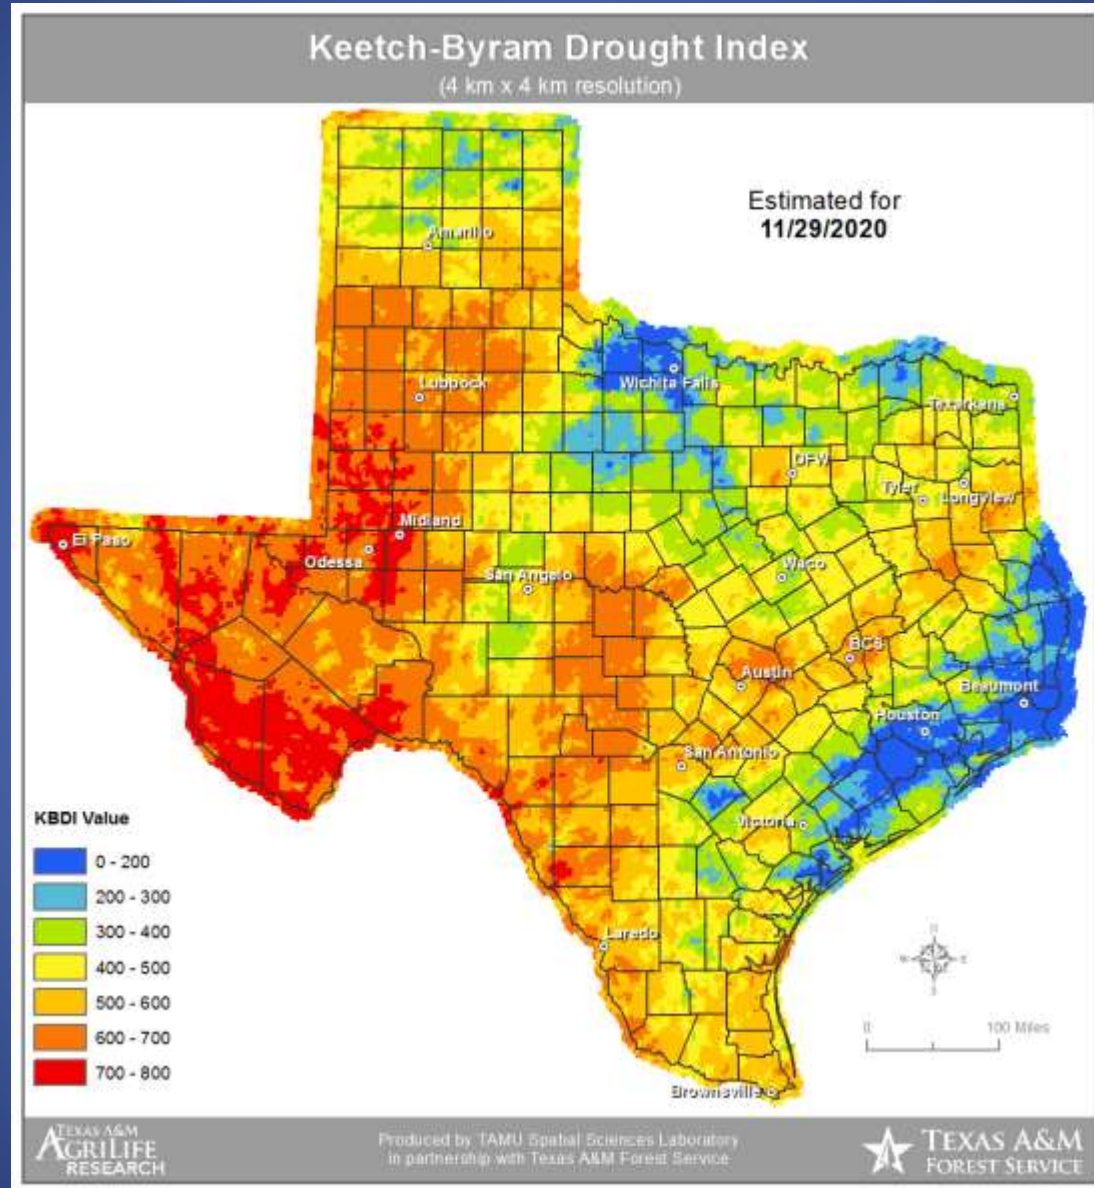 Keetch-Byram Drought Index
(4 km x 4 km resolution)
Estimated for
11/29/2020
Amarillo
Lubbock
Wichita Falls
Texarkana
DFW
Tyler
Longview
El Paso
Midland
Odessa
San Angelo
Waco
BCS
Austin
Beaumont
Houston
San Antonio
Victoria
Laredo
Brownsville
KBDI Value
0 - 200
200 - 300
300 - 400
400 - 500
500 - 600
600 - 700
700 - 800
N
W
E
S
0 100 Miles
TEXAS A&M
AGRILIFE
RESEARCH
Produced by TAMU Spatial Sciences Laboratory
in partnership with Texas A&M Forest Service
TEXAS A&M
FOREST SERVICE